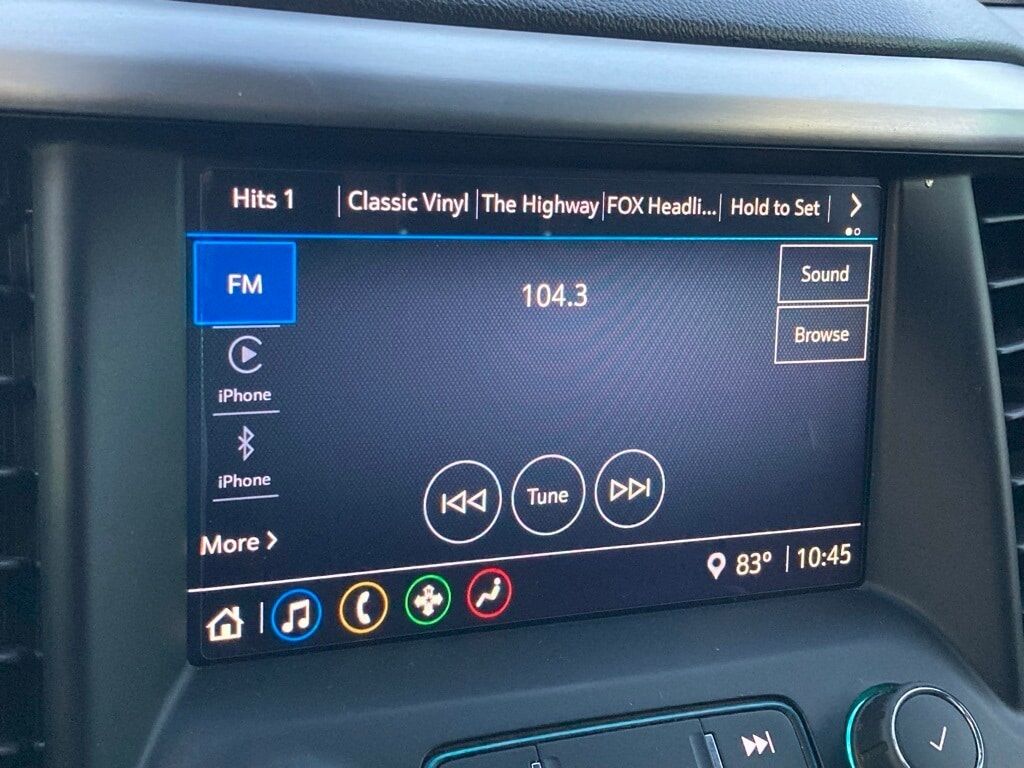 Hits 1 Classic Vinyl The Highway FOX Headli... Hold to Set
FM
104.3
Sound
Browse
iPhone
iPhone
Tune
More
83° 10:45